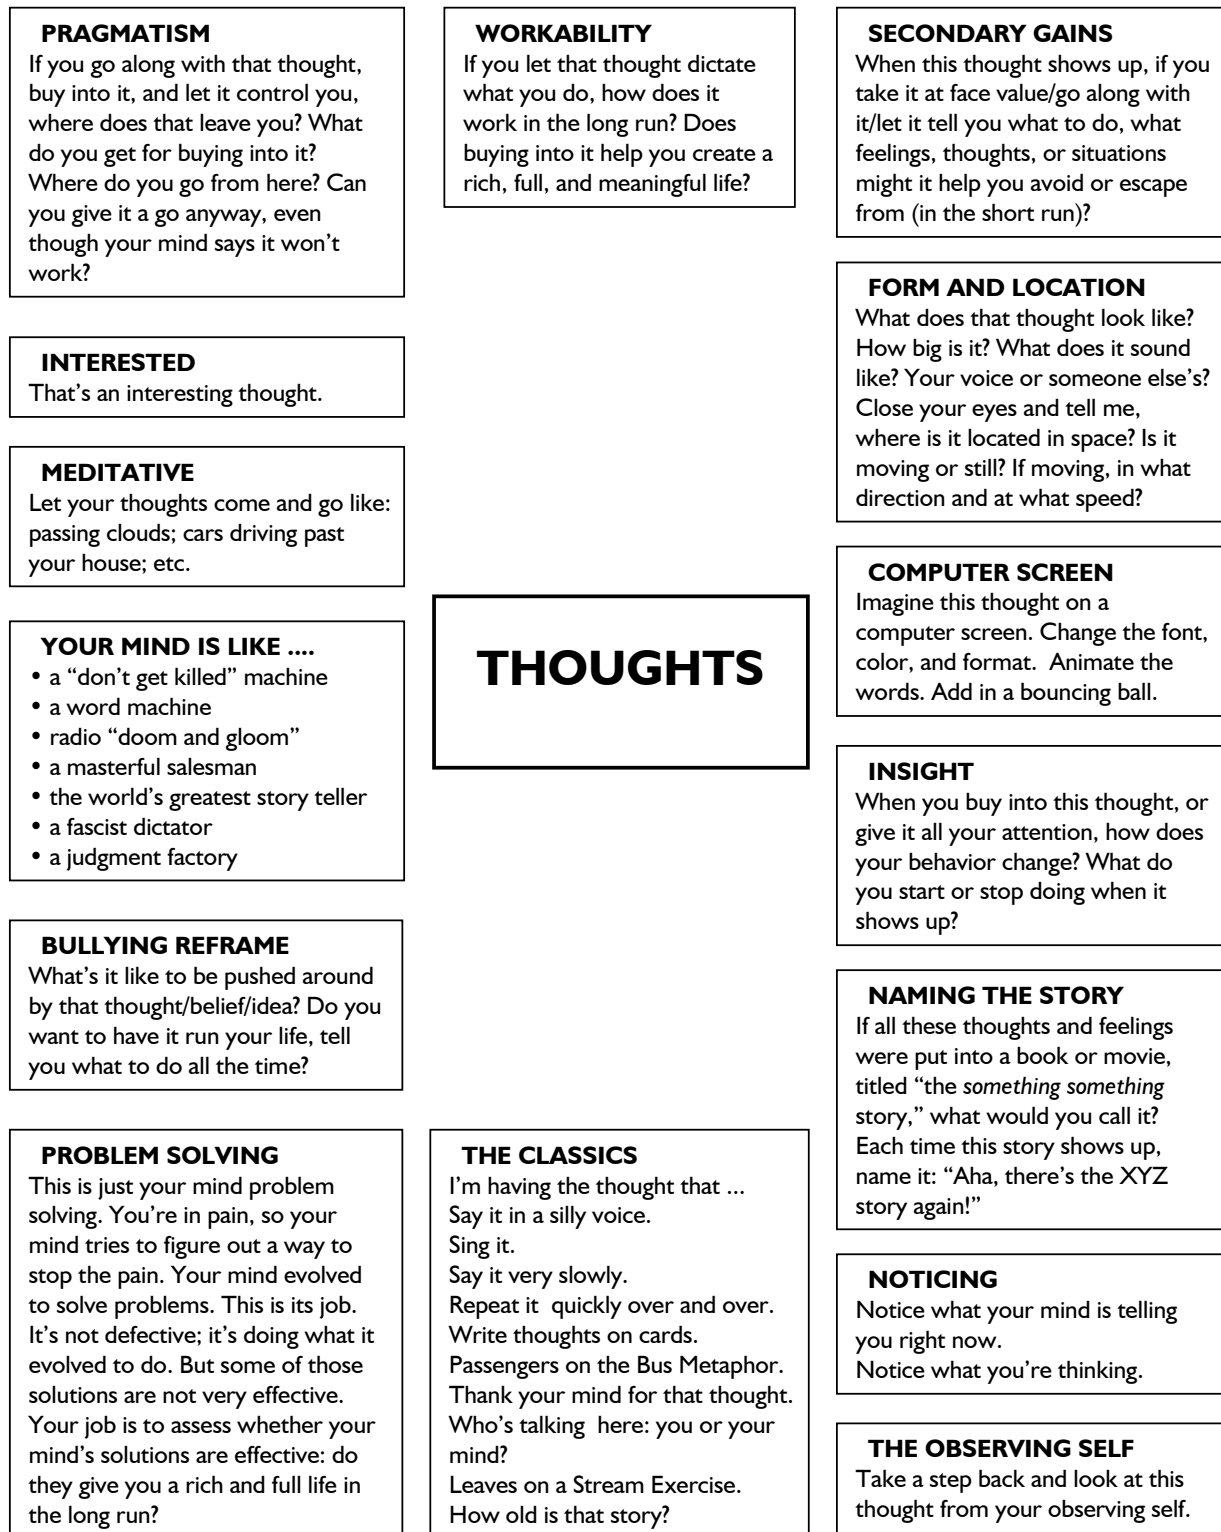 PRAGMATISM
If you go along with that thought,
buy into it, and let it control you,
where does that leave you? What
do you get for buying into it?
Where do you go from here? Can
you give it a go anyway, even
though your mind says it won’t
work?
INTERESTED
That’s an interesting thought.
MEDITATIVE
Let your thoughts come and go like:
passing clouds; cars driving past
your house; etc.
YOUR MIND IS LIKE ....
• a “don’t get killed” machine
• a word machine
• radio “doom and gloom”
• a masterful salesman
• the world’s greatest story teller
• a fascist dictator
• a judgment factory
BULLYING REFRAME
What’s it like to be pushed around
by that thought/belief/idea? Do you
want to have it run your life, tell
you what to do all the time?
PROBLEM SOLVING
This is just your mind problem
solving. You’re in pain, so your
mind tries to figure out a way to
stop the pain. Your mind evolved
to solve problems. This is its job.
It’s not defective; it’s doing what it
evolved to do. But some of those
solutions are not very effective.
Your job is to assess whether your
mind’s solutions are effective: do
they give you a rich and full life in
the long run?
WORKABILITY
If you let that thought dictate
what you do, how does it
work in the long run? Does
buying into it help you create a
rich, full, and meaningful life?
THOUGHTS
THE CLASSICS
I’m having the thought that ...
Say it in a silly voice.
Sing it.
Say it very slowly.
Repeat it quickly over and over.
Write thoughts on cards.
Passengers on the Bus Metaphor.
Thank your mind for that thought.
Who’s talking here: you or your
mind?
Leaves on a Stream Exercise.
How old is that story?
SECONDARY GAINS
When this thought shows up, if you
take it at face value/go along with
it/let it tell you what to do, what
feelings, thoughts, or situations
might it help you avoid or escape
from (in the short run)?
FORM AND LOCATION
What does that thought look like?
How big is it? What does it sound
like? Your voice or someone else’s?
Close your eyes and tell me,
where is it located in space? Is it
moving or still? If moving, in what
direction and at what speed?
COMPUTER SCREEN
Imagine this thought on a
computer screen. Change the font,
color, and format. Animate the
words. Add in a bouncing ball.
INSIGHT
When you buy into this thought, or
give it all your attention, how does
your behavior change? What do
you start or stop doing when it
shows up?
NAMING THE STORY
If all these thoughts and feelings
were put into a book or movie,
titled “the something something
story,” what would you call it?
Each time this story shows up,
name it: “Aha, there’s the XYZ
story again!”
NOTICING
Notice what your mind is telling
you right now.
Notice what you’re thinking.
THE OBSERVING SELF
Take a step back and look at this
thought from your observing self.